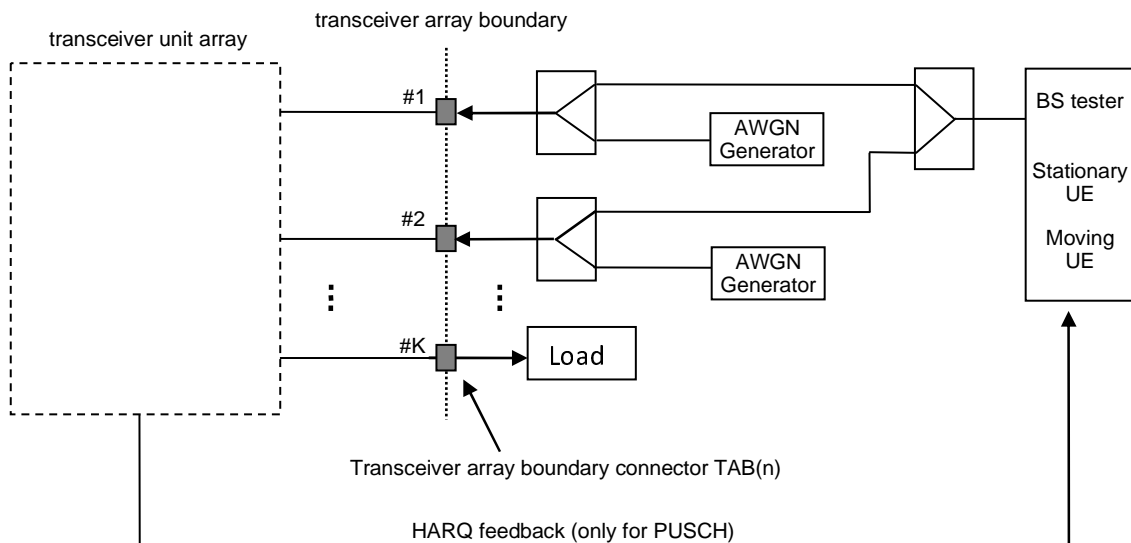 transceiver array boundary
transceiver unit array
#1
AWGN
Generator
BS tester
Stationary
UE
Moving
UE
#2
AWGN
Generator
#K
Load
Transceiver array boundary connector TAB(n)
HARQ feedback (only for PUSCH)